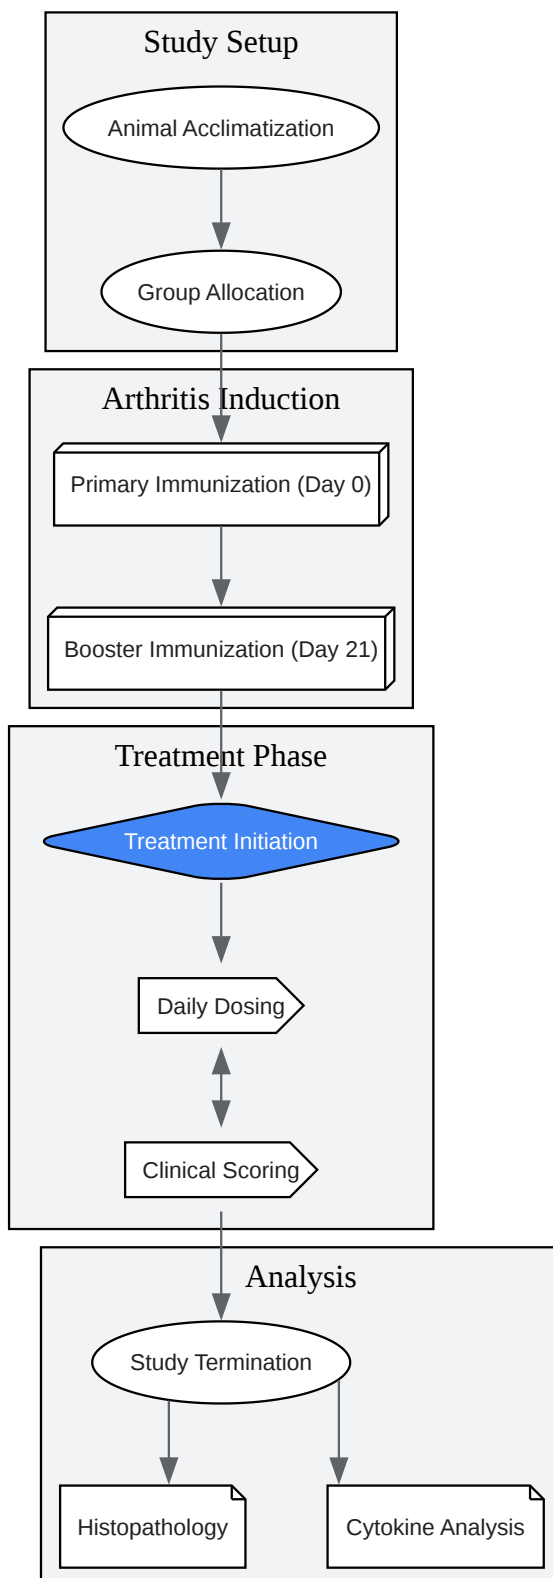 Study Setup
Animal Acclimatization
Group Allocation
Arthritis Induction
Primary Immunization (Day 0)
Booster Immunization (Day 21)
Treatment Phase
Treatment Initiation
Daily Dosing
Clinical Scoring
Analysis
Study Termination
Histopathology
Cytokine Analysis